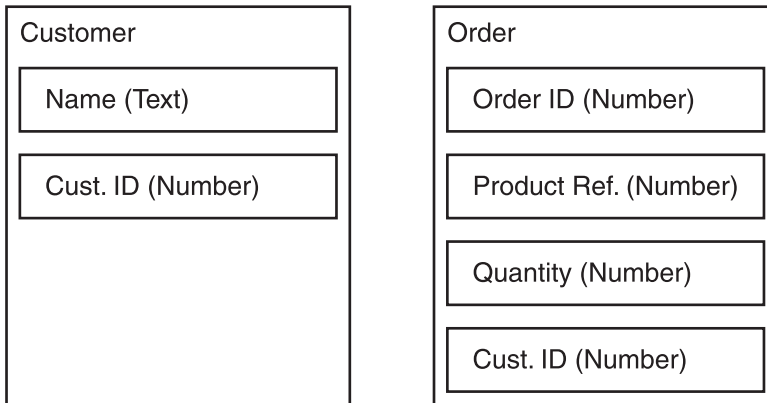 Customer
Name (Text)
Cust. ID (Number)
Order
Order ID (Number)
Product Ref. (Number)
Quantity (Number)
Cust. ID (Number)